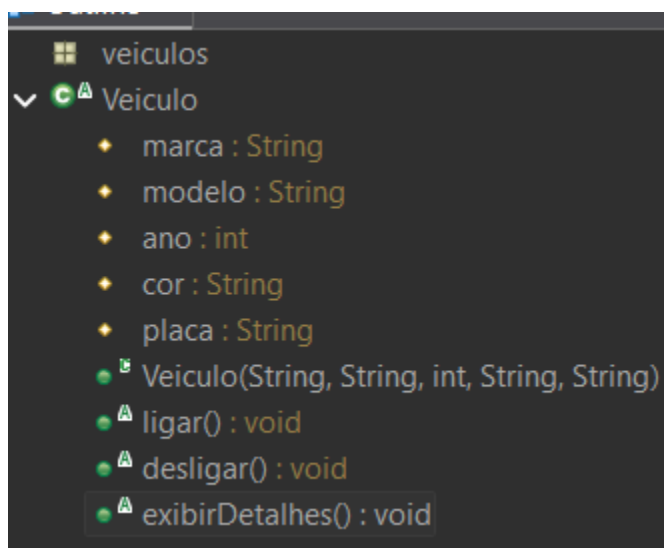 Outline
veiculos
Veiculo
marca : String
modelo : String
ano : int
cor : String
placa : String
Veiculo(String, String, int, String, String)
ligar() : void
desligar() : void
exibirDetalhes() : void